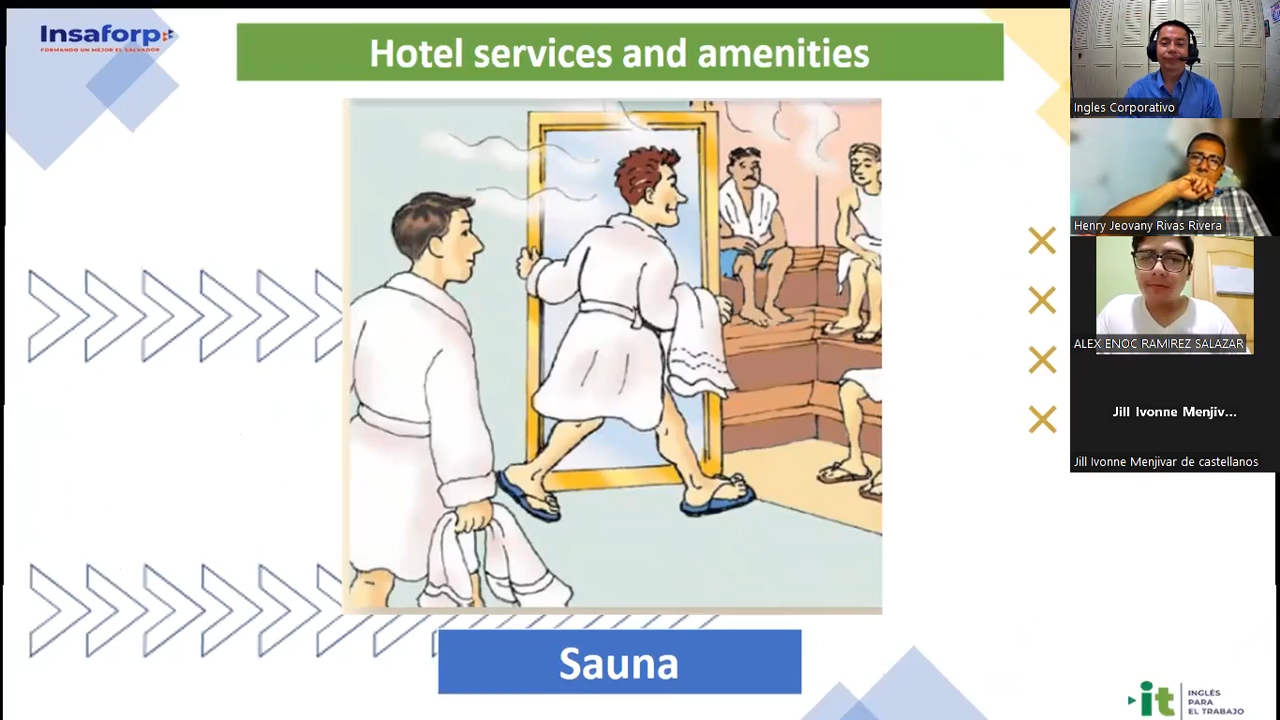 Insaforp
FORMANDO UN MEJOR EL SALVADOR
Hotel services and amenities
Sauna
it
INGLÉS
PARA
EL TRABAJO
Ingles Corporativo
Henry Jeovany Rivas Rivera
ALEX ENOC RAMIREZ SALAZAR
Jill Ivonne Menjiv...
Jill Ivonne Menjivar de castellanos